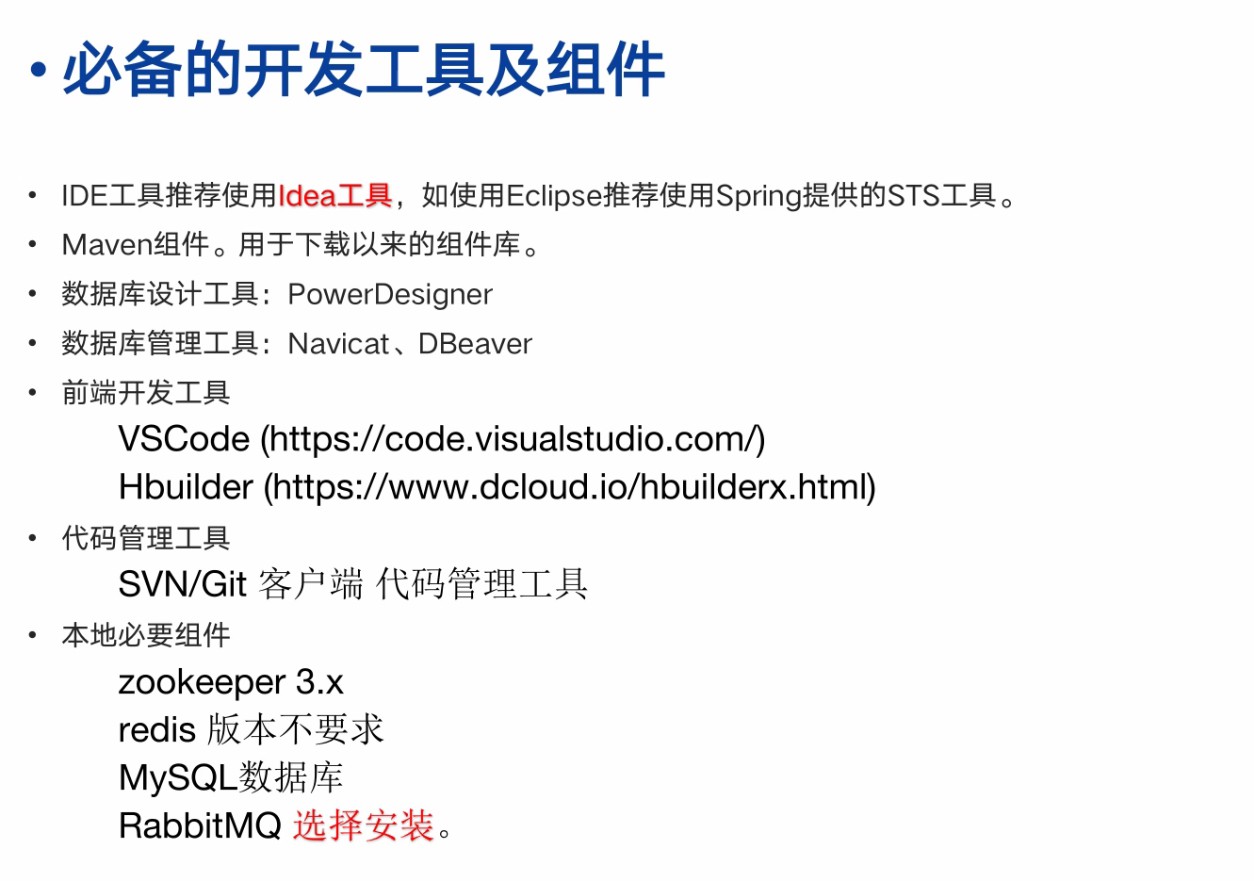 • 必备的开发工具及组件
• IDE工具推荐使用Idea工具，如使用Eclipse推荐使用Spring提供的STS工具。
• Maven组件。用于下载以来的组件库。
• 数据库设计工具：PowerDesigner
• 数据库管理工具：Navicat、DBeaver
• 前端开发工具
VSCode (https://code.visualstudio.com/)
Hbuilder (https://www.dcloud.io/hbuilderx.html)
• 代码管理工具
SVN/Git 客户端 代码管理工具
• 本地必要组件
zookeeper 3.x
redis 版本不要求
MySQL数据库
RabbitMQ 选择安装。